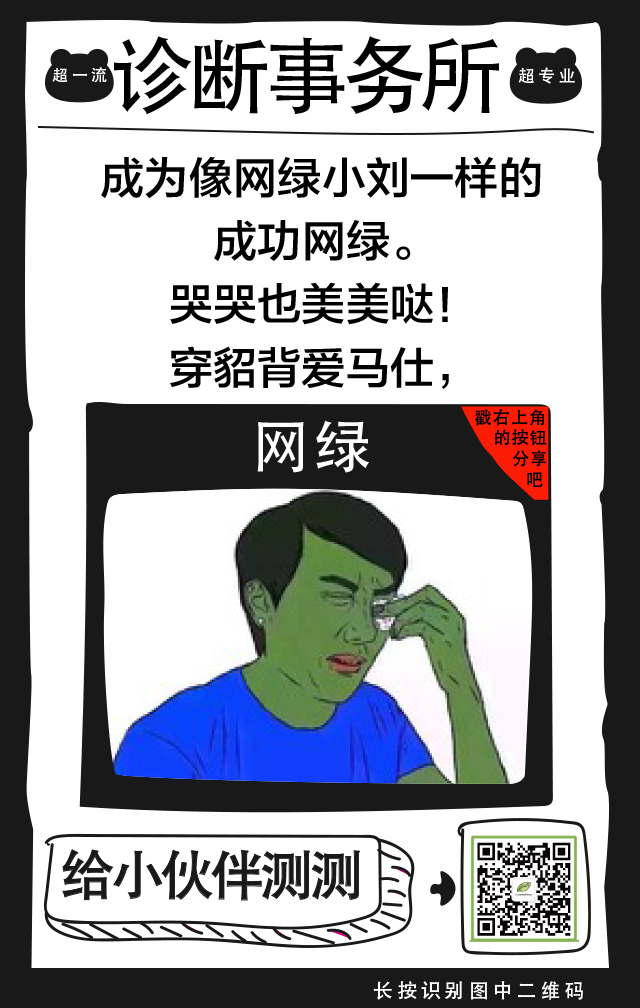 超一流
诊断事务所
超专业
成为像网绿小刘一样的
成功网绿。
哭哭也美美哒！
穿貂背爱马仕，
网绿
戳右上角
的按钮
分享
吧
给小伙伴测测
长按识别图中二维码